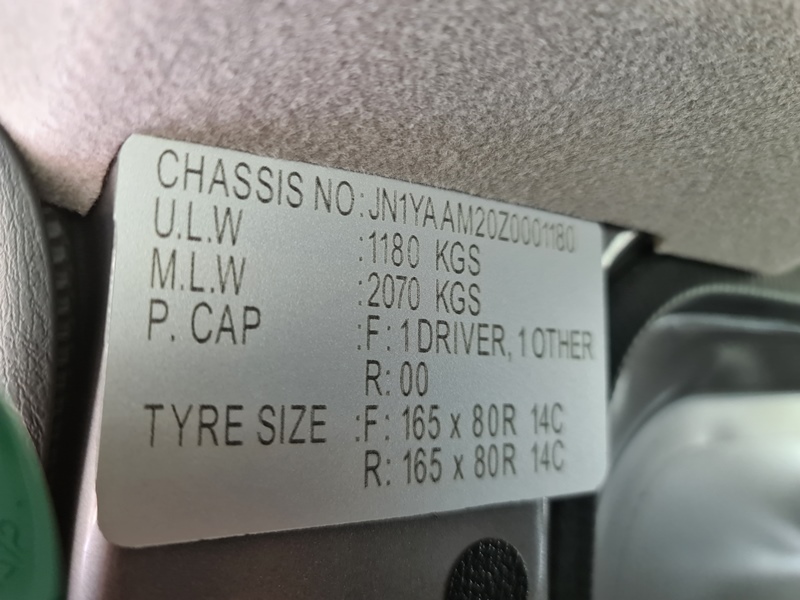 CHASSIS NO: JN1YAAM20Z0001180
U.L.W :1180 KGS
M.L.W :2070 KGS
P. CAP :F: 1 DRIVER, 1 OTHER
R: 00
TYRE SIZE :F: 165 x 80R 14C
R: 165 x 80R 14C